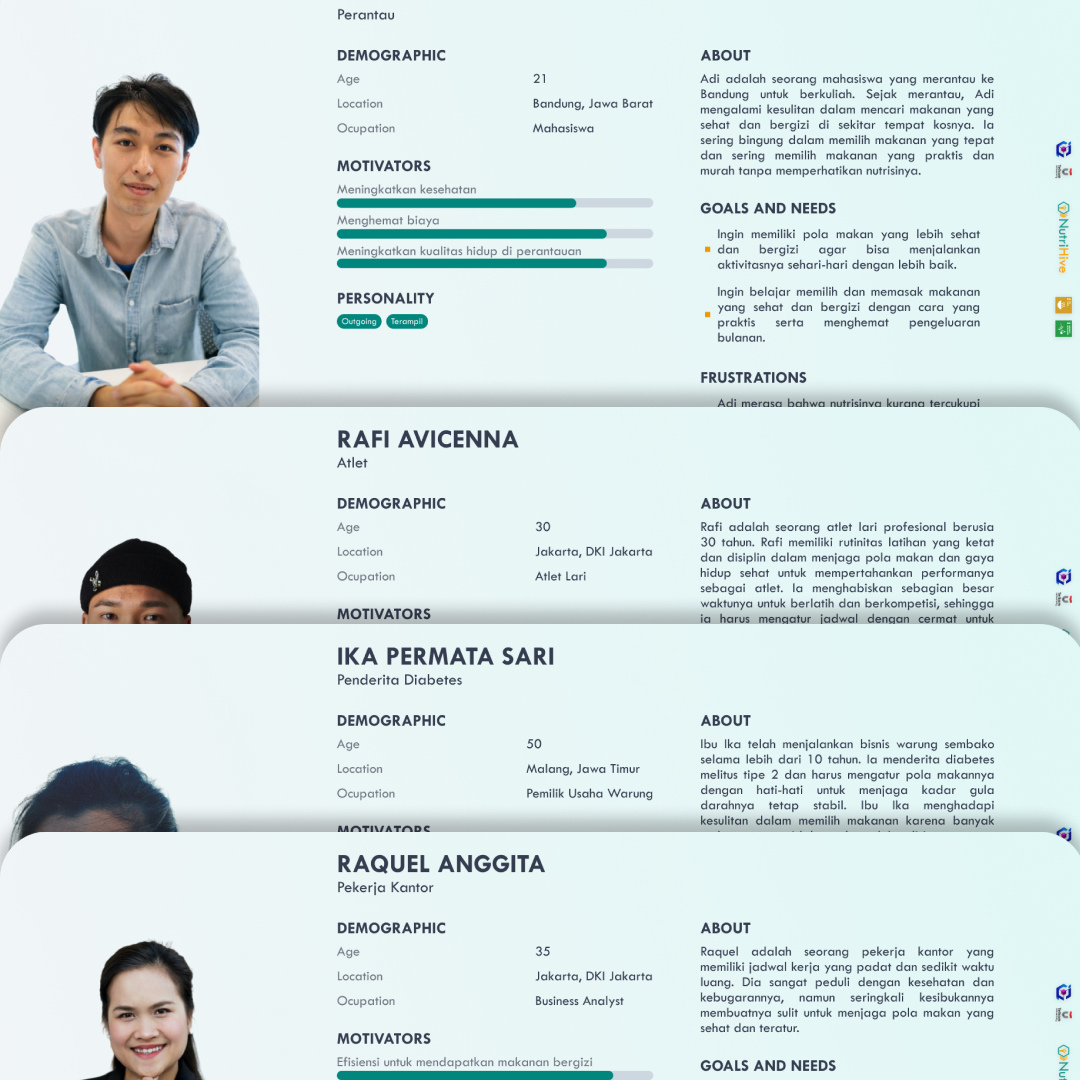 Perantau
DEMOGRAPHIC
Age 21
Location Bandung, Jawa Barat
Ocupation Mahasiswa
MOTIVATORS
Meningkatkan kesehatan
Menghemat biaya
Meningkatkan kualitas hidup di perantauan
PERSONALITY
Outgoing Terampil
ABOUT
Adi adalah seorang mahasiswa yang merantau ke
Bandung untuk berkuliah. Sejak merantau, Adi
mengalami kesulitan dalam mencari makanan yang
sehat dan bergizi di sekitar tempat kosnya. Ia
sering bingung dalam memilih makanan yang tepat
dan sering memilih makanan yang praktis dan
murah tanpa memperhatikan nutrisinya.
GOALS AND NEEDS
Ingin memiliki pola makan yang lebih sehat
dan bergizi agar bisa menjalankan
aktivitasnya sehari-hari dengan lebih baik.
Ingin belajar memilih dan memasak makanan
yang sehat dan bergizi dengan cara yang
praktis serta menghemat pengeluaran
bulanan.
FRUSTRATIONS
Adi merasa bahwa nutrisinya kurang tercukupi
NutriHive
RAFI AVICENNA
Atlet
DEMOGRAPHIC
Age 30
Location Jakarta, DKI Jakarta
Ocupation Atlet Lari
MOTIVATORS
ABOUT
Rafi adalah seorang atlet lari profesional berusia
30 tahun. Rafi memiliki rutinitas latihan yang ketat
dan disiplin dalam menjaga pola makan dan gaya
hidup sehat untuk mempertahankan performanya
sebagai atlet. Ia menghabiskan sebagian besar
waktunya untuk berlatih dan berkompetisi, sehingga
ia harus mengatur jadwal dengan cermat untuk
IKA PERMATA SARI
Penderita Diabetes
DEMOGRAPHIC
Age 50
Location Malang, Jawa Timur
Ocupation Pemilik Usaha Warung
MOTIVATORS
ABOUT
Ibu Ika telah menjalankan bisnis warung sembako
selama lebih dari 10 tahun. Ia menderita diabetes
melitus tipe 2 dan harus mengatur pola makannya
dengan hati-hati untuk menjaga kadar gula
darahnya tetap stabil. Ibu Ika menghadapi
kesulitan dalam memilih makanan karena banyak
RAQUEL ANGGITA
Pekerja Kantor
DEMOGRAPHIC
Age 35
Location Jakarta, DKI Jakarta
Ocupation Business Analyst
MOTIVATORS
Efisiensi untuk mendapatkan makanan bergizi
ABOUT
Raquel adalah seorang pekerja kantor yang
memiliki jadwal kerja yang padat dan sedikit waktu
luang. Dia sangat peduli dengan kesehatan dan
kebugarannya, namun seringkali kesibukannya
membuatnya sulit untuk menjaga pola makan yang
sehat dan teratur.
GOALS AND NEEDS